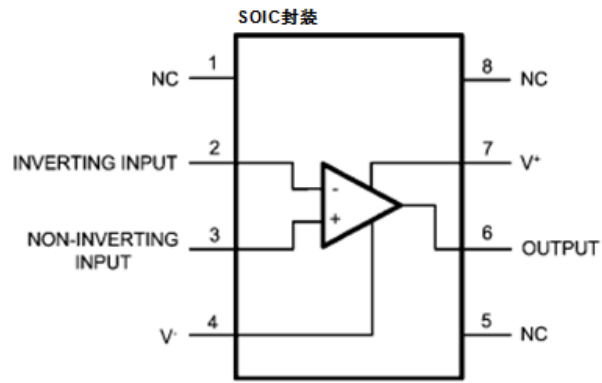 SOIC封装
NC 1
8 NC
INVERTING INPUT 2
7 V⁺
-
+
NON-INVERTING
INPUT
3
6 OUTPUT
V⁻ 4
5 NC